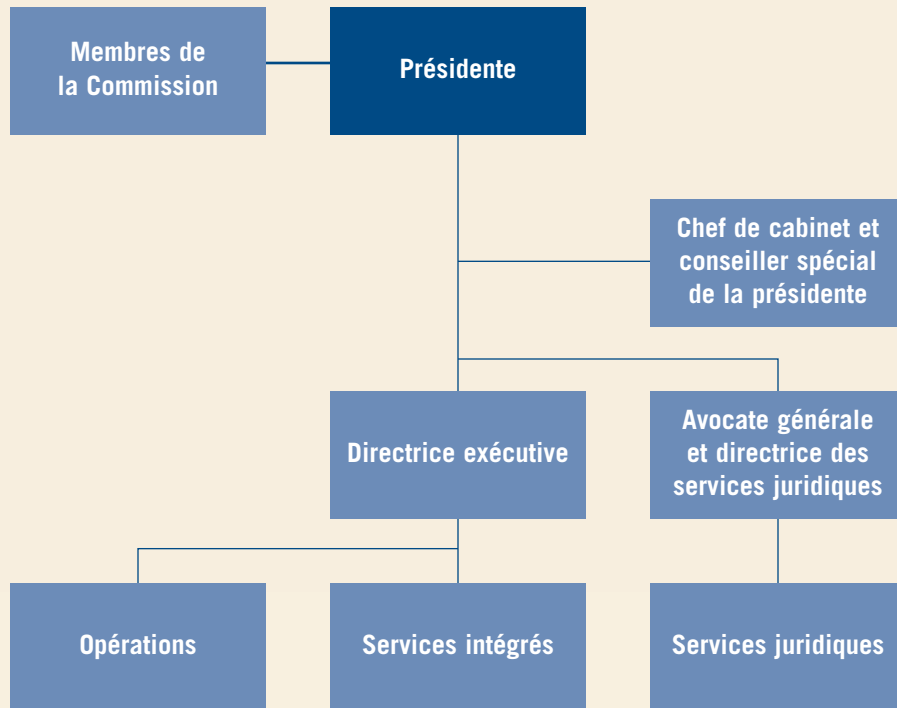 Membres de
la Commission
Présidente
Chef de cabinet et
conseiller spécial
de la présidente
Directrice exécutive
Avocate générale
et directrice des
services juridiques
Opérations
Services intégrés
Services juridiques